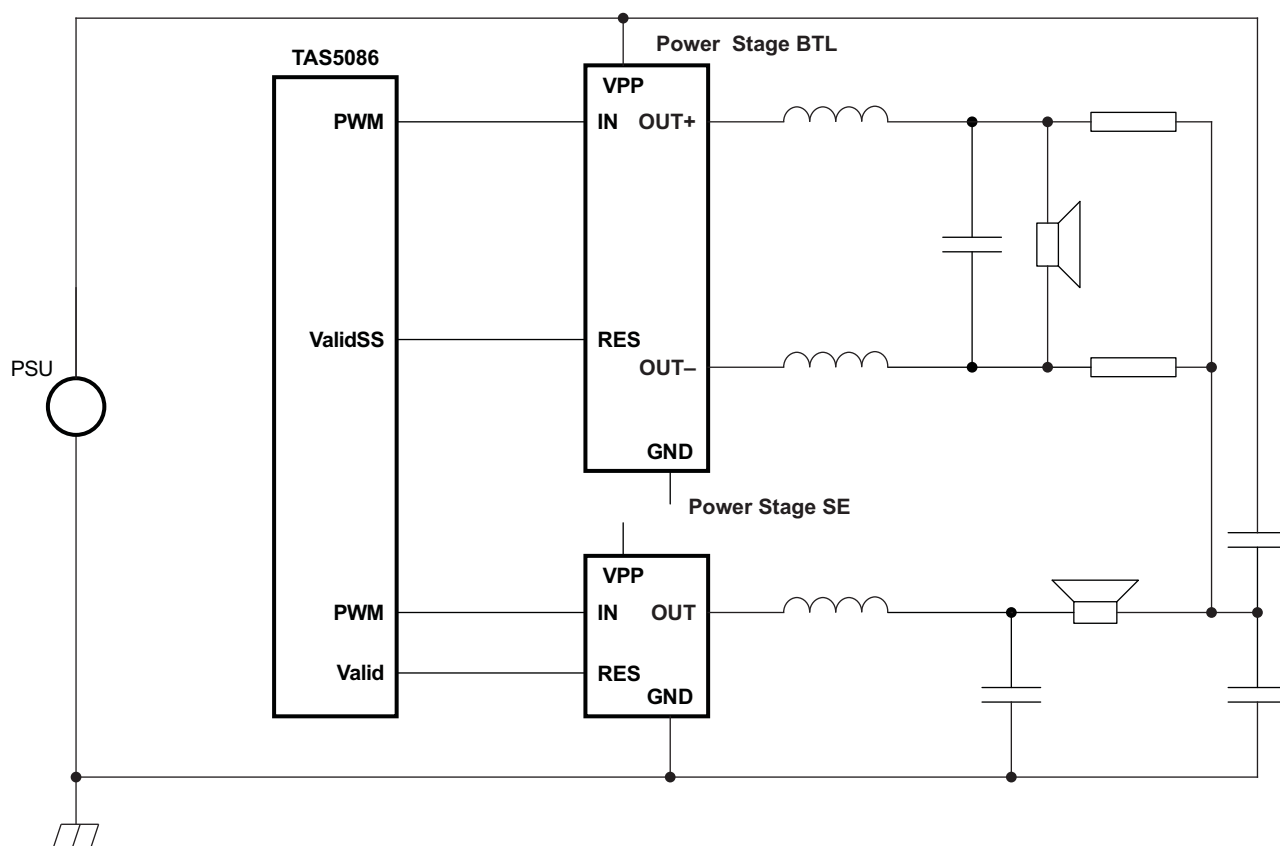 Power Stage BTL
TAS5086
VPP
PWM
IN
OUT+
ValidSS
RES
OUT–
PSU
GND
Power Stage SE
VPP
PWM
IN
OUT
Valid
RES
GND